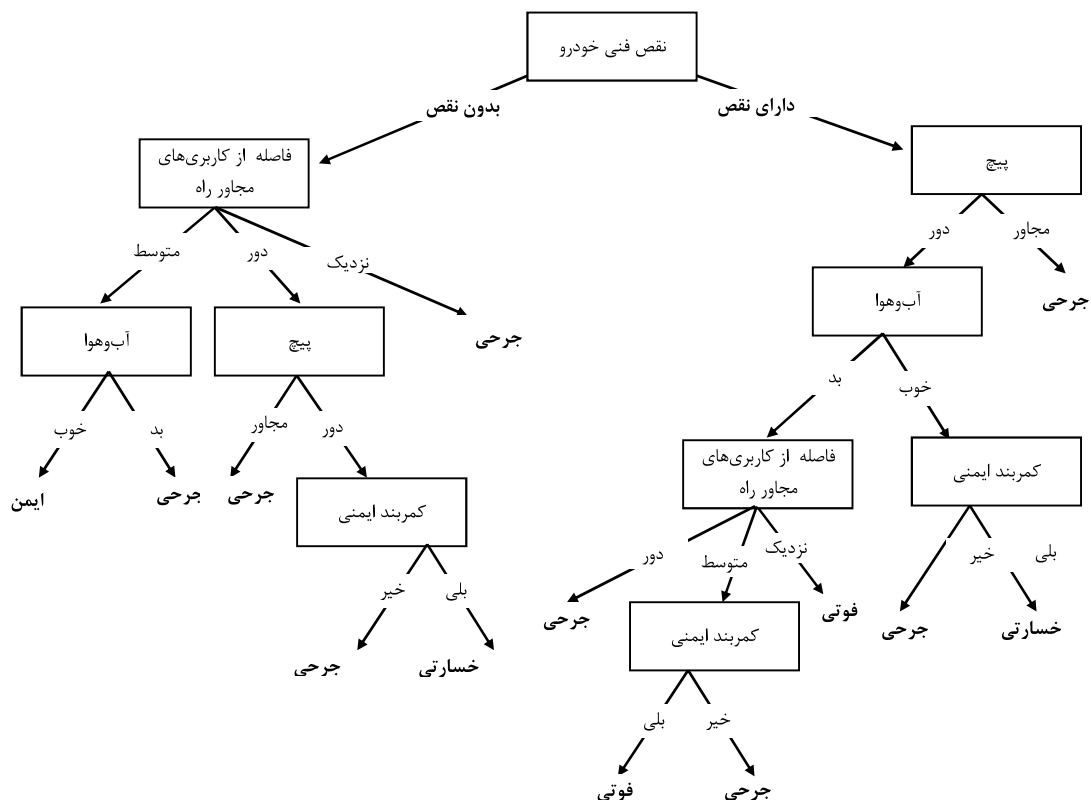 نقص فنی خودرو
دارای نقص
بدون نقص
پیچ
فاصله از کاربری‌های
مجاور راه
مجاور
دور
متوسط
دور
نزدیک
آب‌وهوا
جرحی
آب‌وهوا
پیچ
جرحی
بد
خوب
خوب
بد
مجاور
دور
فاصله از کاربری‌های
مجاور راه
کمربند ایمنی
ایمن
جرحی
جرحی
کمربند ایمنی
دور
متوسط
نزدیک
خیر
بلی
خیر
بلی
جرحی
فوتی
جرحی
خسارتی
کمربند ایمنی
جرحی
خسارتی
بلی
خیر
فوتی
جرحی